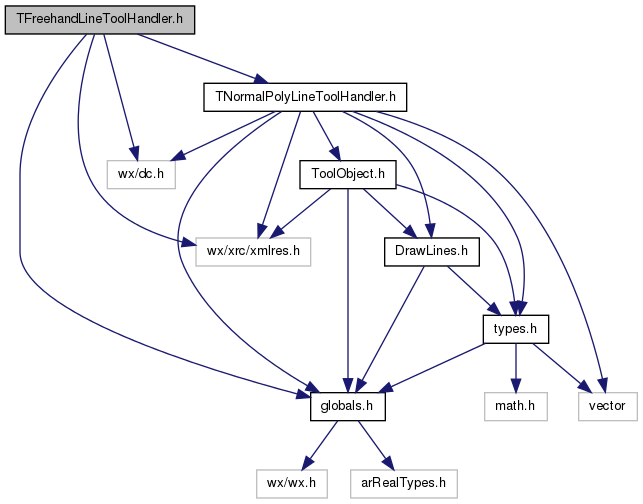 TFreehandLineToolHandler.h
TNormalPolyLineToolHandler.h
wx/dc.h
ToolObject.h
wx/xrc/xmlres.h
DrawLines.h
types.h
globals.h
math.h
vector
wx/wx.h
arRealTypes.h